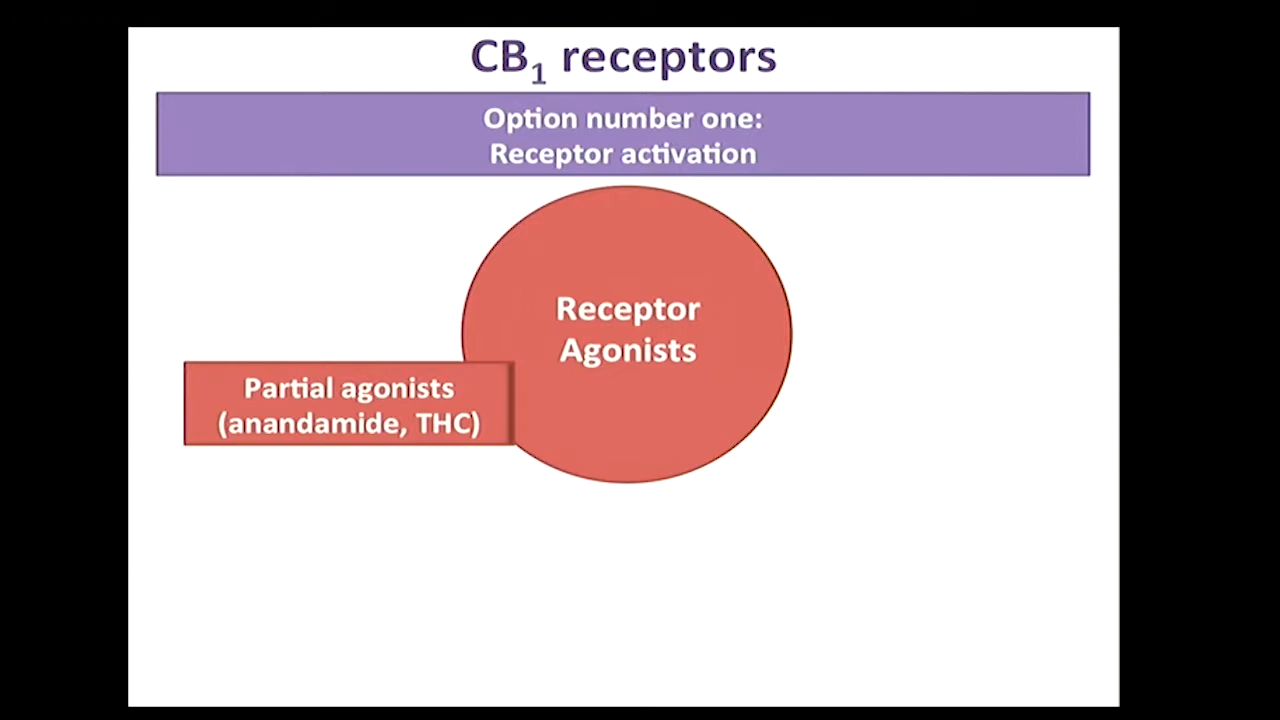 CB₁ receptors
Option number one:
Receptor activation
Receptor
Agonists
Partial agonists
(anandamide, THC)